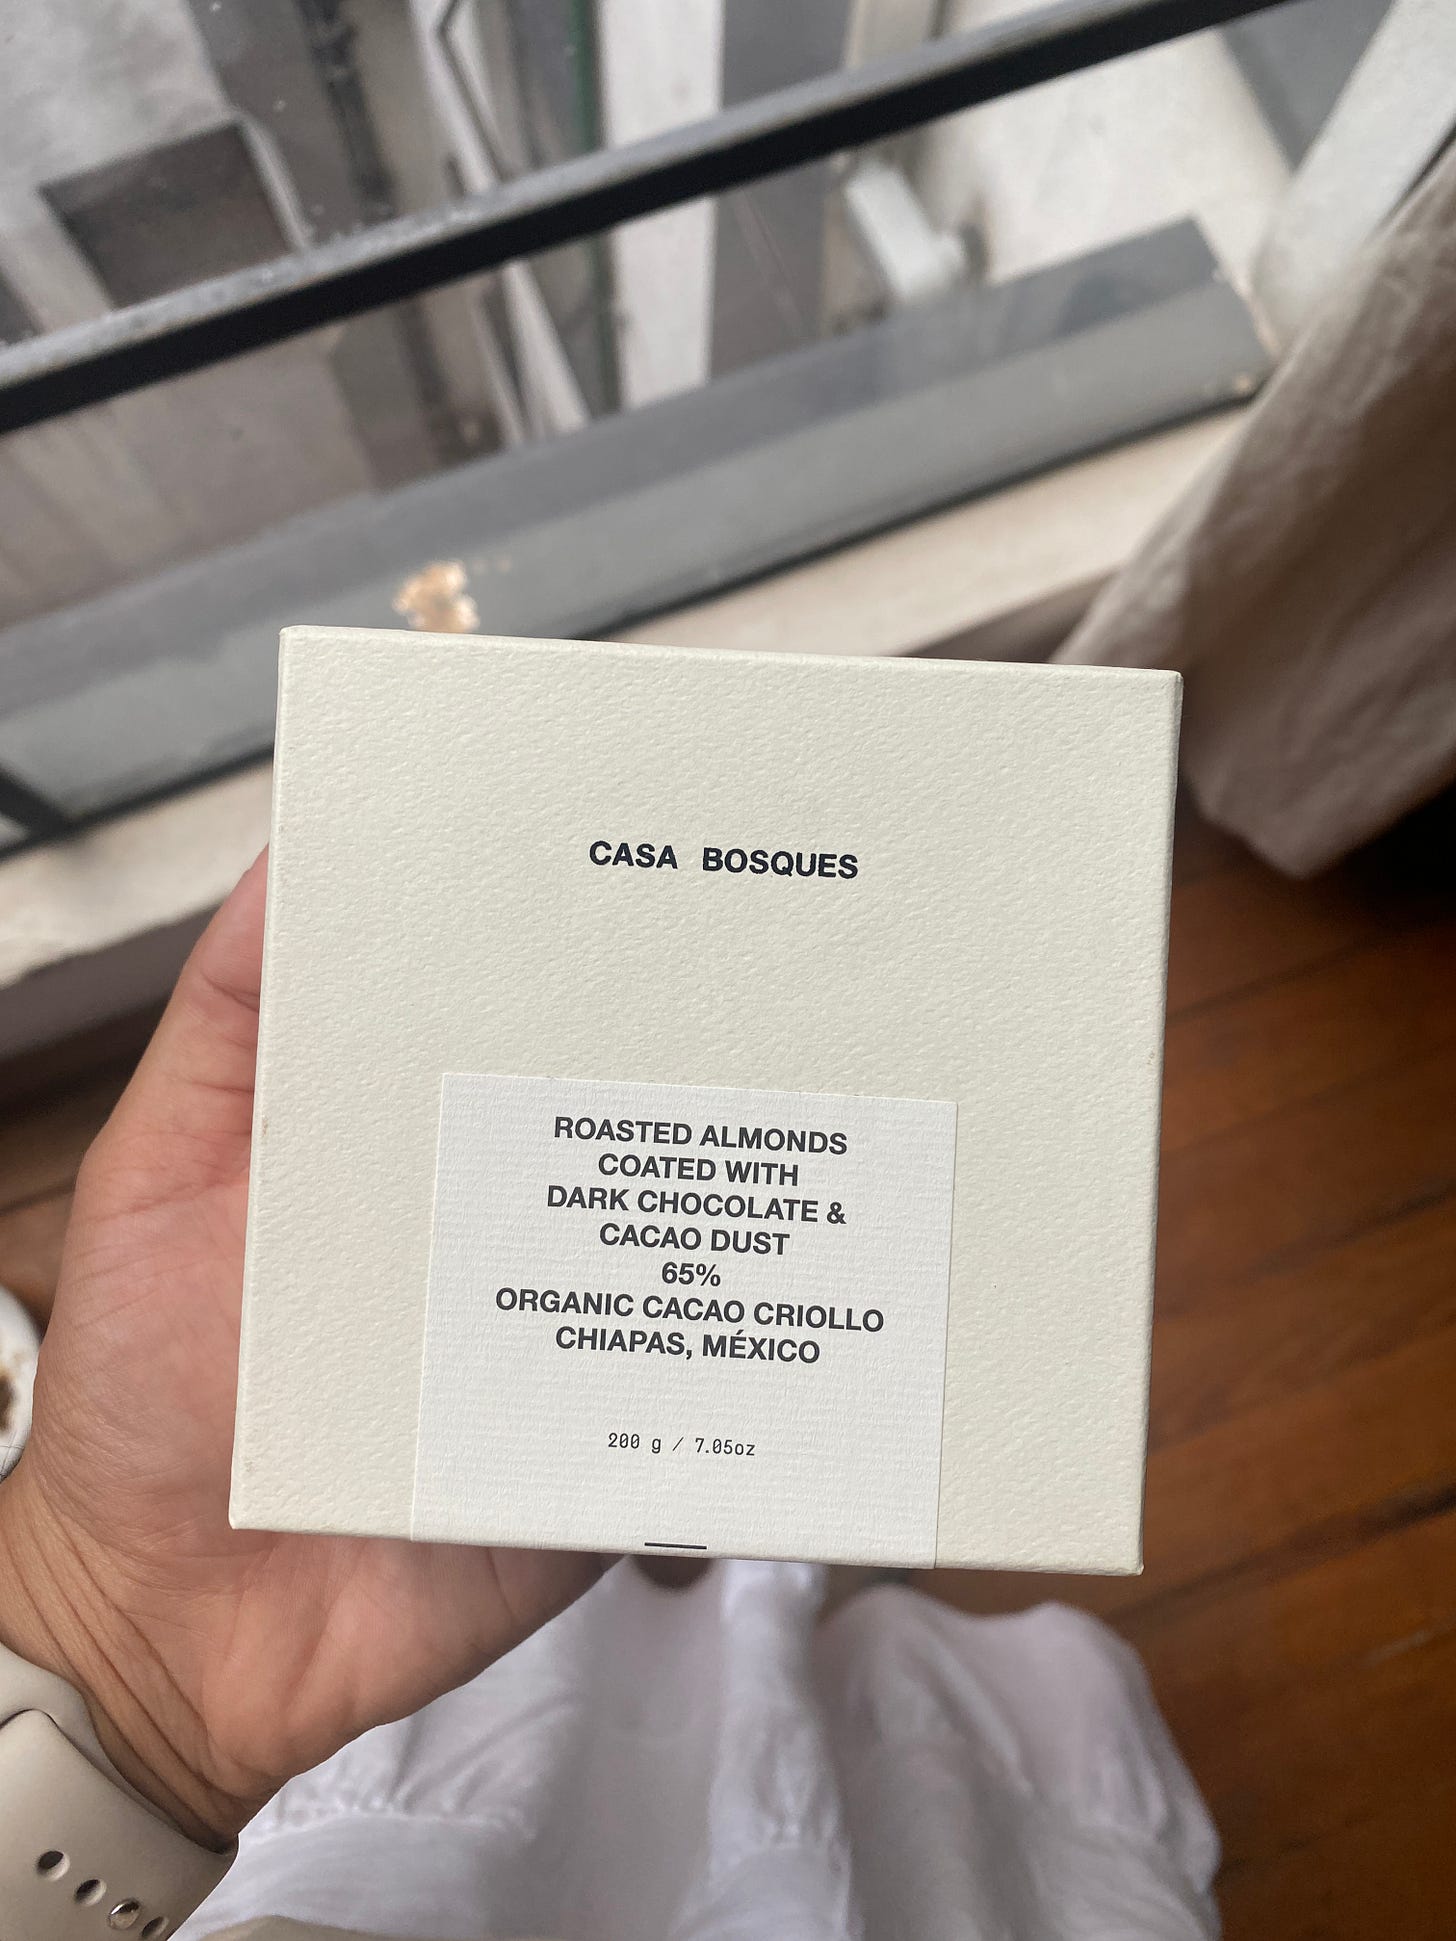 CASA BOSQUES
ROASTED ALMONDS
COATED WITH
DARK CHOCOLATE &
CACAO DUST
65%
ORGANIC CACAO CRIOLLO
CHIAPAS, MÉXICO
200 g / 7.05oz